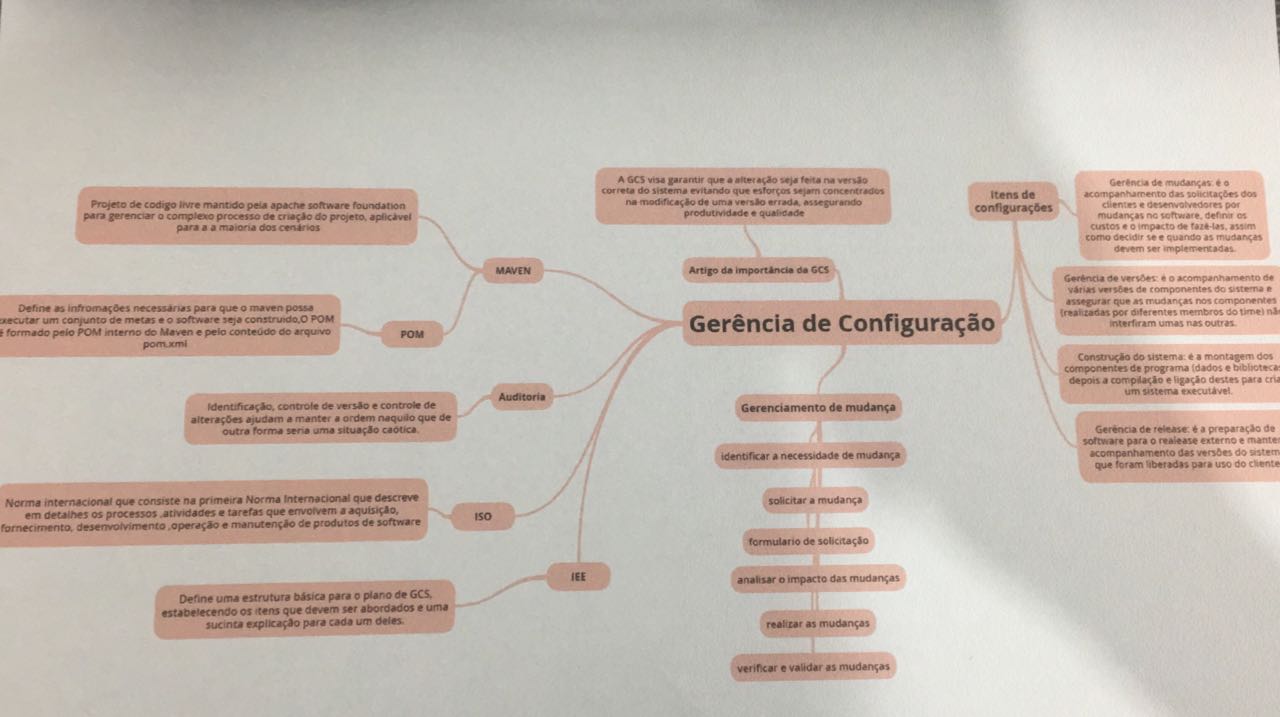 Gerência de Configuração
Artigo da importância da GCS
A GCS visa garantir que a alteração seja feita na versão
correta do sistema evitando que esforços sejam concentrados
na modificação de uma versão errada, assegurando
produtividade e qualidade
MAVEN
Projeto de codigo livre mantido pela apache software foundation
para gerenciar o complexo processo de criação do projeto, aplicável
para a a maioria dos cenários
POM
Define as infromações necessárias para que o maven possa
executar um conjunto de metas e o software seja construido,O POM
é formado pelo POM interno do Maven e pelo conteúdo do arquivo
pom.xml
Auditoria
Identificação, controle de versão e controle de
alterações ajudam a manter a ordem naquilo que de
outra forma seria uma situação caótica.
ISO
Norma internacional que consiste na primeira Norma Internacional que descreve
em detalhes os processos ,atividades e tarefas que envolvem a aquisição,
fornecimento, desenvolvimento ,operação e manutenção de produtos de software
IEE
Define uma estrutura básica para o plano de GCS,
estabelecendo os itens que devem ser abordados e uma
sucinta explicação para cada um deles.
Gerenciamento de mudança
identificar a necessidade de mudança
solicitar a mudança
formulario de solicitação
analisar o impacto das mudanças
realizar as mudanças
verificar e validar as mudanças
Itens de
configurações
Gerência de mudanças: é o
acompanhamento das solicitações dos
clientes e desenvolvedores por
mudanças no software, definir os
custos e o impacto de fazê-las, assim
como decidir se e quando as mudanças
devem ser implementadas.
Gerência de versões: é o acompanhamento de
várias versões de componentes do sistema e
assegurar que as mudanças nos componentes
(realizadas por diferentes membros do time) não
interfiram umas nas outras.
Construção do sistema: é a montagem dos
componentes de programa (dados e bibliotecas
depois a compilação e ligação destes para cria
um sistema executável.
Gerência de release: é a preparação de
software para o realease externo e manter
acompanhamento das versões do sistem
que foram liberadas para uso do cliente